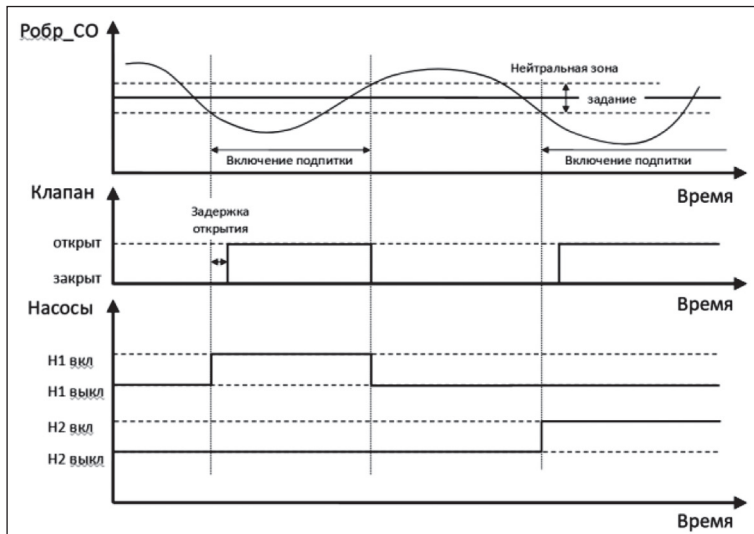 Робр_СО
Нейтральная зона
задание
Включение подпитки
Включение подпитки
Время
Клапан
Задержка
открытия
открыт
закрыт
Время
Насосы
Н1 вкл
Н1 выкл
Н2 вкл
Н2 выкл
Время